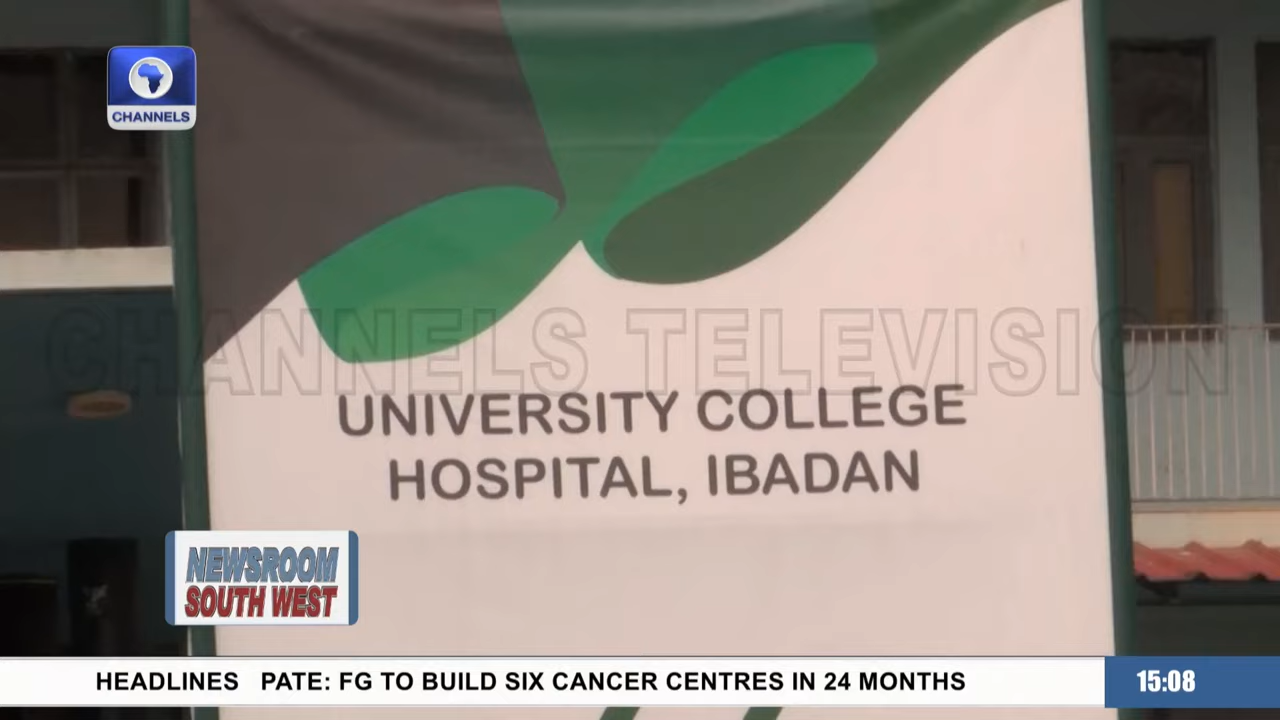 CHANNELS
CHANNELS TELEVISION
UNIVERSITY COLLEGE
HOSPITAL, IBADAN
NEWSROOM
SOUTH WEST
HEADLINES PATE: FG TO BUILD SIX CANCER CENTRES IN 24 MONTHS
15:08